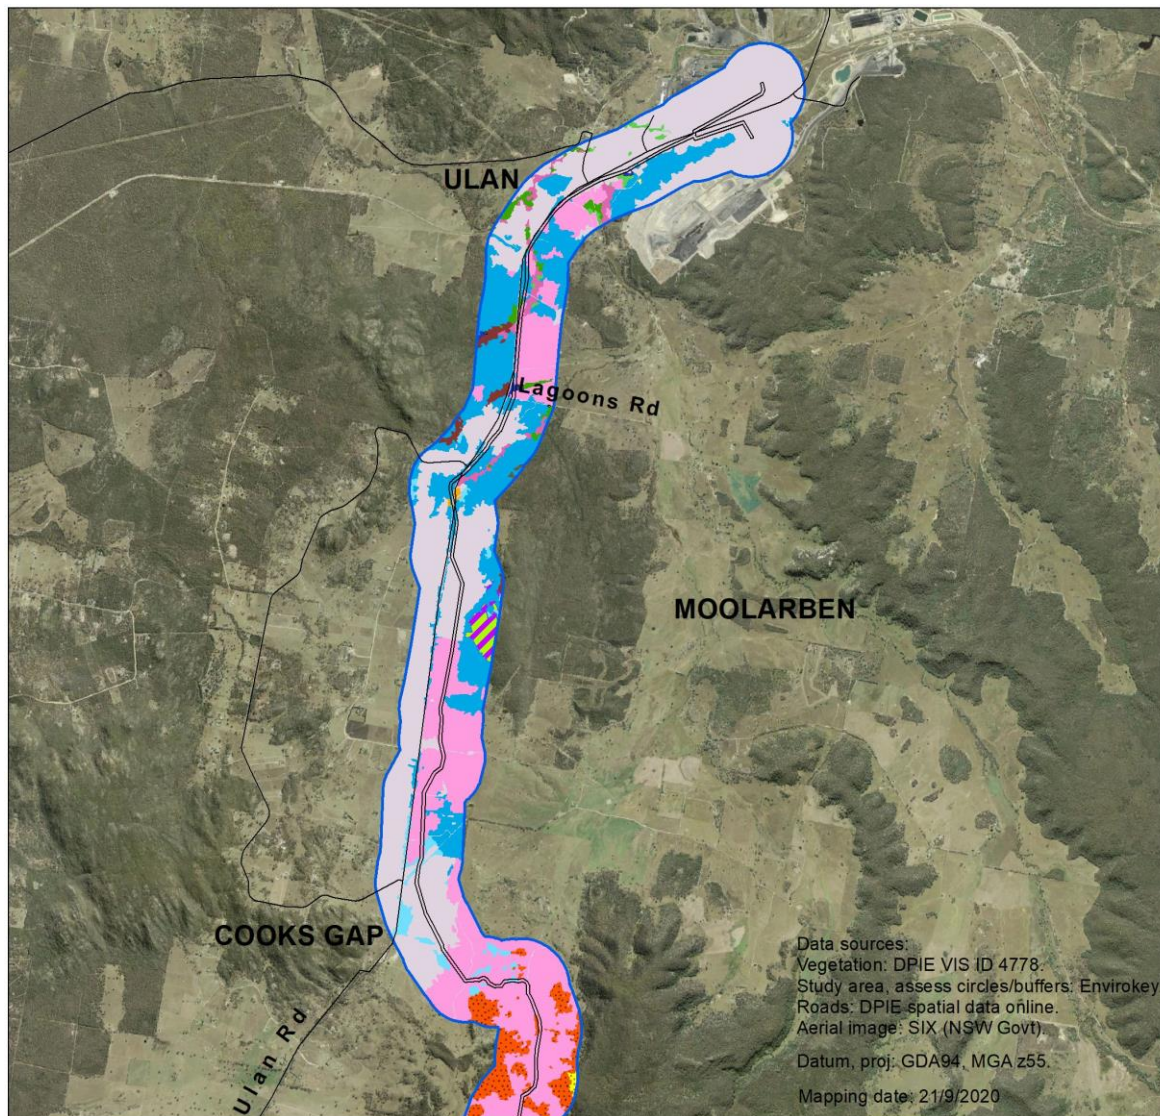 ULAN
Lagoons Rd
MOOLARBEN
COOKS GAP
Ulan Rd
Data sources:
Vegetation: DPIE VIS ID 4778.
Study area, assess circles/buffers: Envirokey
Roads: DPIE spatial data online.
Aerial image: SIX (NSW Govt).
Datum, proj: GDA94, MGA z55.
Mapping date: 21/9/2020